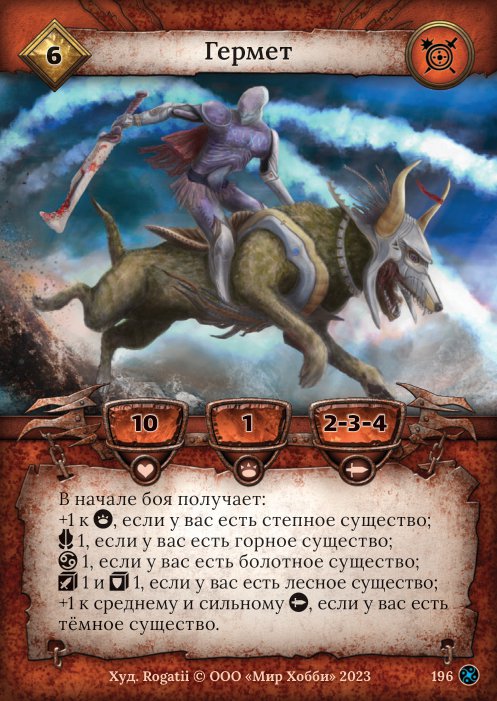 6
Гермет
10
1
2-3-4
В начале боя получает:
+1 к , если у вас есть степное существо;
1, если у вас есть горное существо;
1, если у вас есть болотное существо;
1 и 1, если у вас есть лесное существо;
+1 к среднему и сильному , если у вас есть
тёмное существо.
Худ. Rogatii © ООО «Мир Хобби» 2023
196